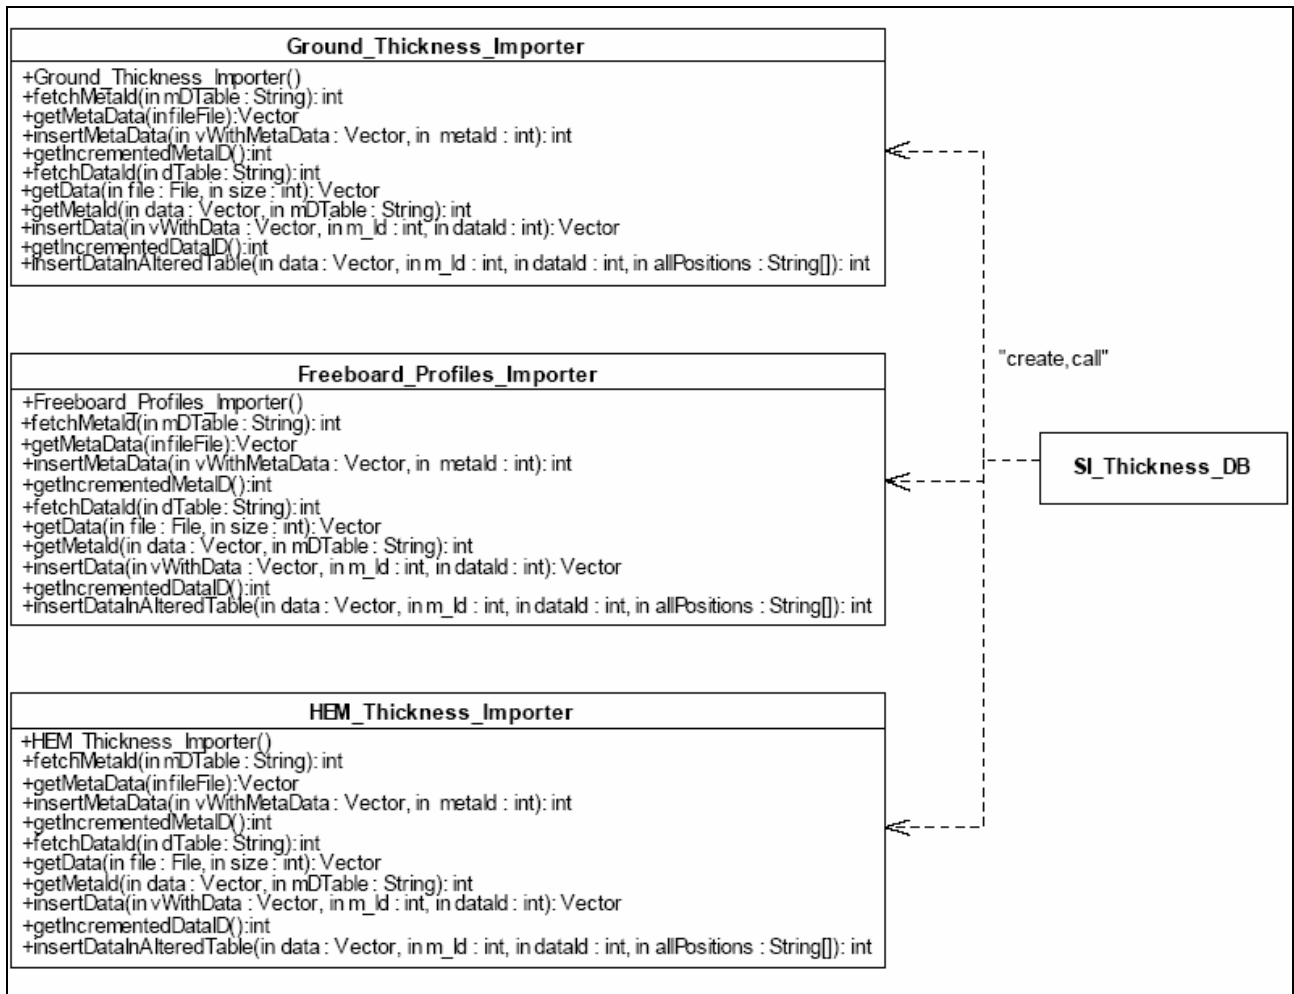 Ground_Thickness_Importer
+Ground_Thickness_Importer()
+fetchMetaId(in mDTable : String): int
+getMetaData(infileFile):Vector
+insertMetaData(in vWithMetaData : Vector, in metaId : int): int
+getIncrementedMetaID():int
+fetchDataId(in dTable: String): int
+getData(in file : File, in size : int): Vector
+getMetaId(in data : Vector, in mDTable : String): int
+insertData(in vWithData : Vector, in m_Id : int, in dataId : int): Vector
+getIncrementedDataID():int
+insertDataInAlteredTable(in data : Vector, in m_Id : int, in dataId : int, in allPositions : String[]): int
"create,call"
Freeboard_Profiles_Importer
+Freeboard_Profiles_Importer()
+fetchMetaId(in mDTable : String): int
+getMetaData(infileFile):Vector
+insertMetaData(in vWithMetaData : Vector, in metaId : int): int
+getIncrementedMetaID():int
+fetchDataId(in dTable: String): int
+getData(in file : File, in size : int): Vector
+getMetaId(in data : Vector, in mDTable : String): int
+insertData(in vWithData : Vector, in m_Id : int, in dataId : int): Vector
+getIncrementedDataID():int
+insertDataInAlteredTable(in data : Vector, in m_Id : int, in dataId : int, in allPositions : String[]): int
SI_Thickness_DB
HEM_Thickness_Importer
+HEM_Thickness_Importer()
+fetchMetaId(in mDTable : String): int
+getMetaData(infileFile):Vector
+insertMetaData(in vWithMetaData : Vector, in metaId : int): int
+getIncrementedMetaID():int
+fetchDataId(in dTable: String): int
+getData(in file : File, in size : int): Vector
+getMetaId(in data : Vector, in mDTable : String): int
+insertData(in vWithData : Vector, in m_Id : int, in dataId : int): Vector
+getIncrementedDataID():int
+insertDataInAlteredTable(in data : Vector, in m_Id : int, in dataId : int, in allPositions : String[]): int